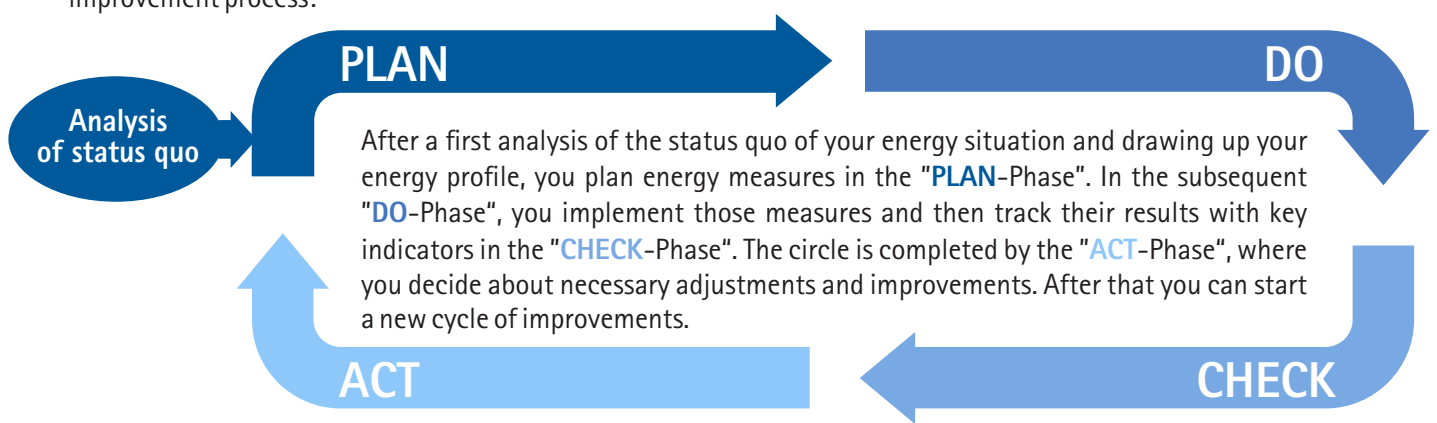 improvement process:
PLAN
DO
Analysis
of status quo
After a first analysis of the status quo of your energy situation and drawing up your
energy profile, you plan energy measures in the "PLAN-Phase". In the subsequent
"DO-Phase“, you implement those measures and then track their results with key
indicators in the "CHECK-Phase“. The circle is completed by the "ACT-Phase“, where
you decide about necessary adjustments and improvements. After that you can start
a new cycle of improvements.
ACT
CHECK